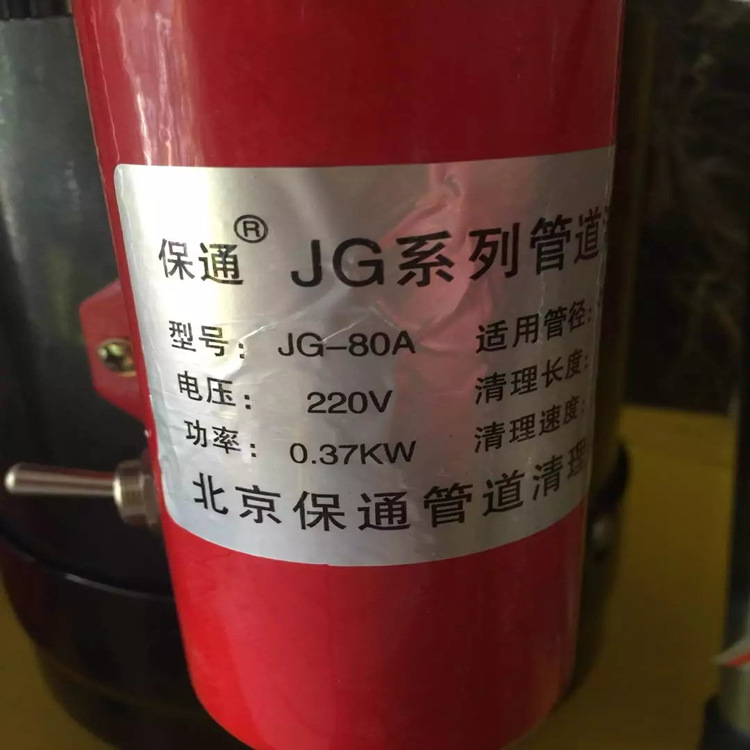 保通® JG系列管道
型号: JG-80A 适用管径:
电压: 220V 清理长度:
功率: 0.37KW 清理速度:
北京保通管道清理